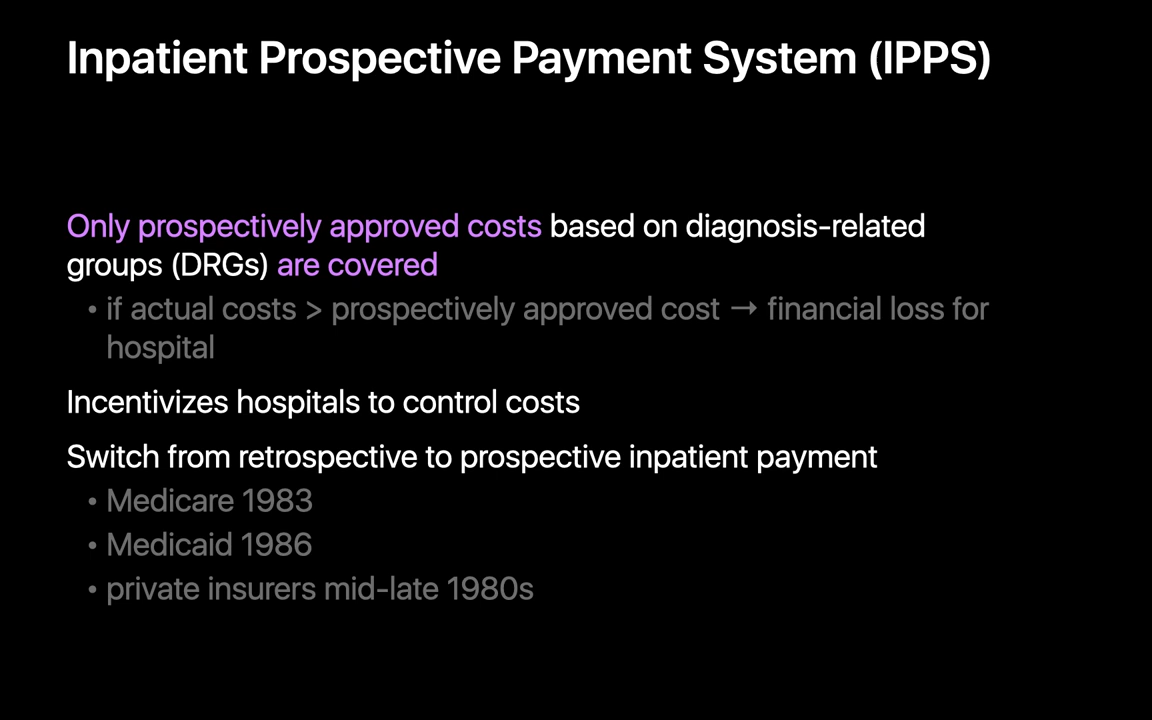 Inpatient Prospective Payment System (IPPS)
Only prospectively approved costs based on diagnosis-related
groups (DRGs) are covered
• if actual costs > prospectively approved cost → financial loss for
hospital
Incentivizes hospitals to control costs
Switch from retrospective to prospective inpatient payment
• Medicare 1983
• Medicaid 1986
• private insurers mid-late 1980s